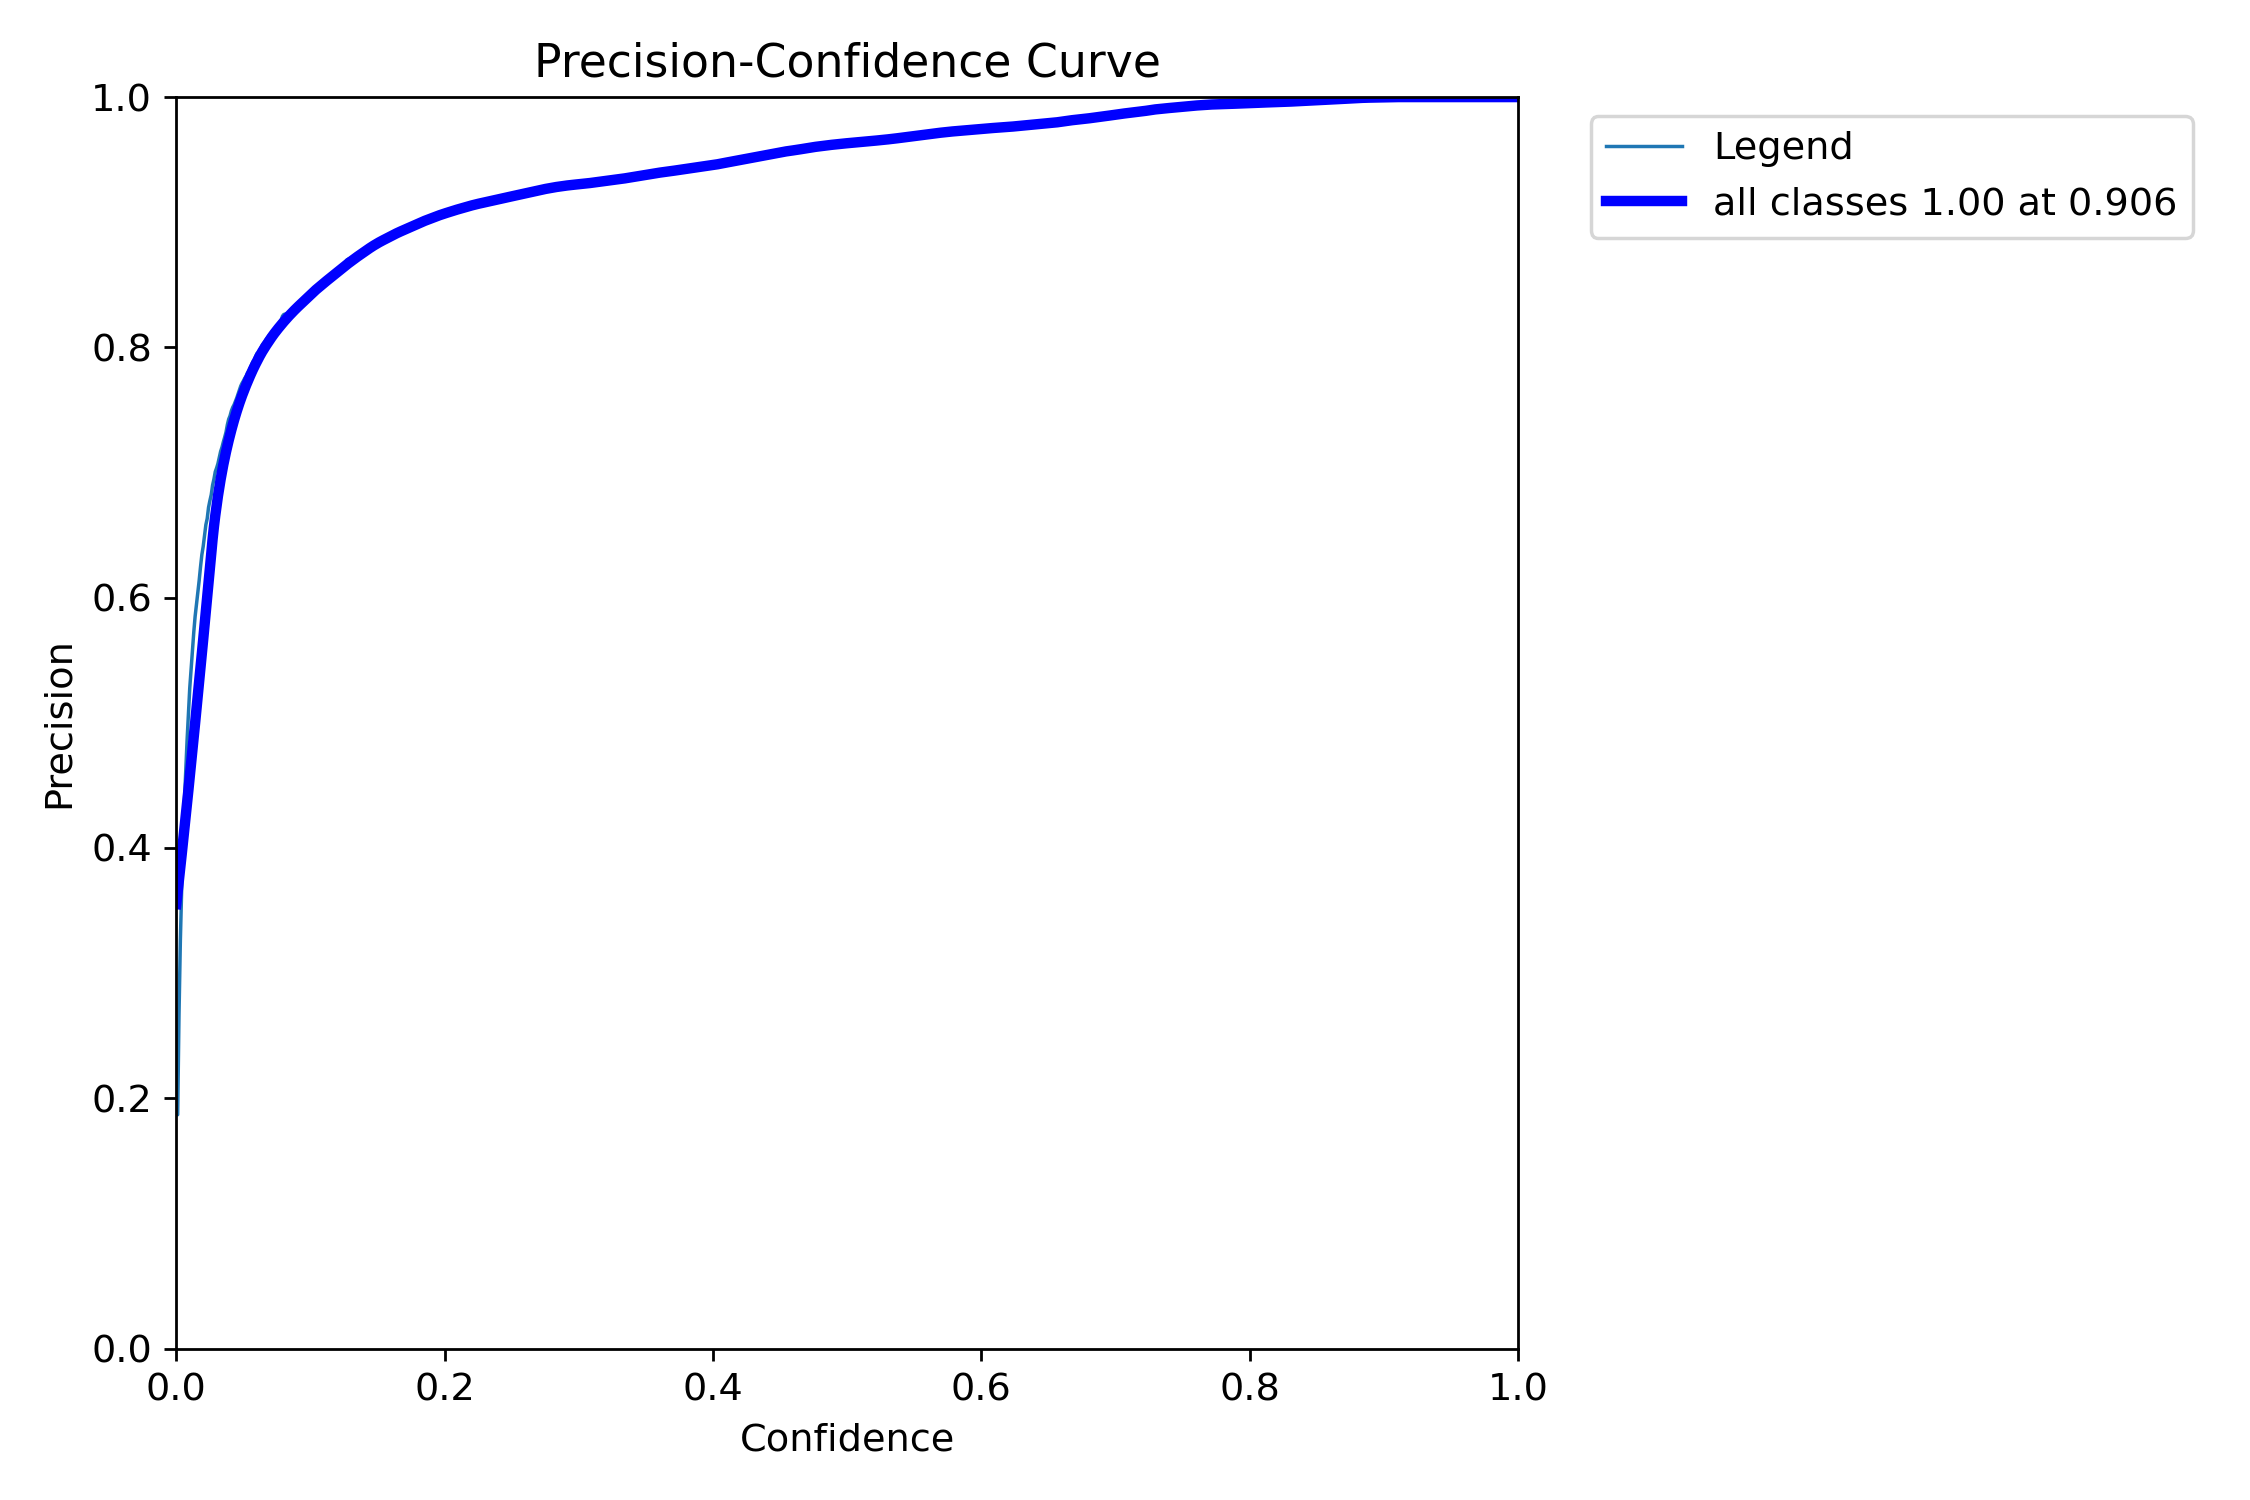 Precision-Confidence Curve
1.0
0.8
0.6
0.4
0.2
0.0
Precision
0.0 0.2 0.4 0.6 0.8 1.0
Confidence
Legend
all classes 1.00 at 0.906